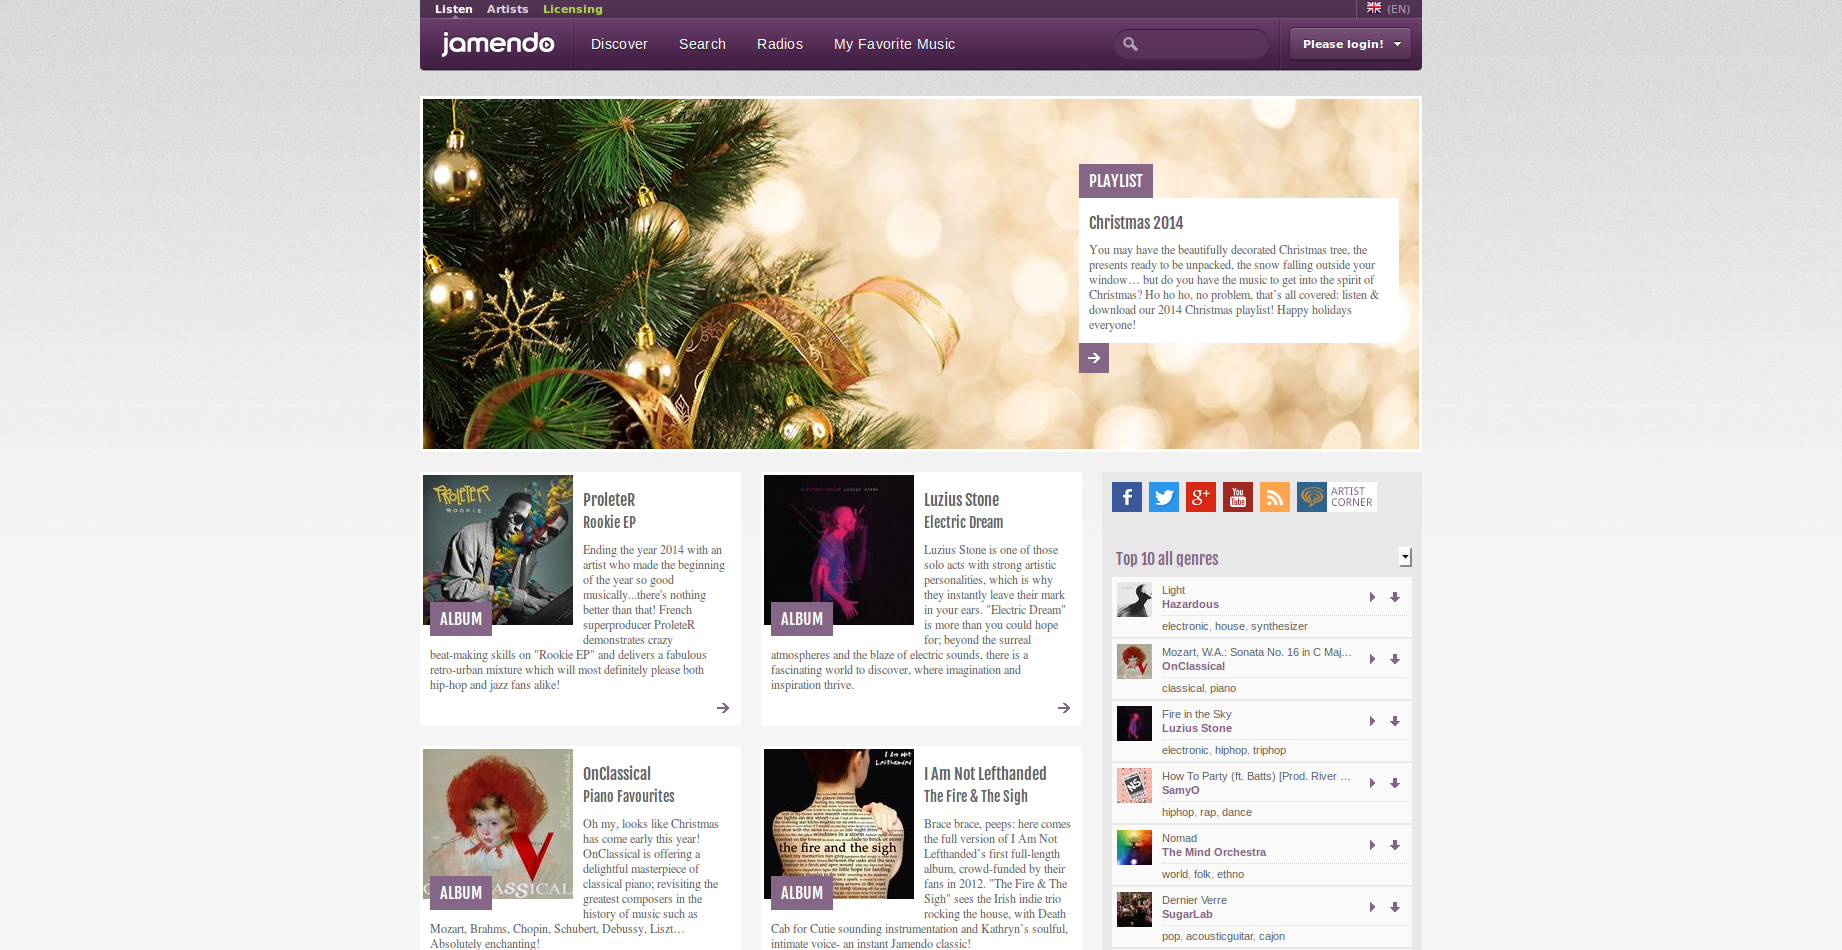 Listen Artists Licensing (EN)
jamendo Discover Search Radios My Favorite Music Please login!
PLAYLIST
Christmas 2014
You may have the beautifully decorated Christmas tree, the
presents ready to be unpacked, the snow falling outside your
window… but do you have the music to get into the spirit of
Christmas? Ho ho ho, no problem, that’s all covered: listen &
download our 2014 Christmas playlist! Happy holidays
everyone!
PROLETER
ROOKIE
ALBUM
ProleteR
Rookie EP
Ending the year 2014 with an
artist who made the beginning
of the year so good
musically...there's nothing
better than that! French
superproducer ProleteR
demonstrates crazy
beat-making skills on "Rookie EP" and delivers a fabulous
retro-urban mixture which will most definitely please both
hip-hop and jazz fans alike!
ELECTRIC DREAM LUZIUS STONE
ALBUM
Luzius Stone
Electric Dream
Luzius Stone is one of those
solo acts with strong artistic
personalities, which is why
they instantly leave their mark
in your ears. "Electric Dream"
is more than you could hope
for; beyond the surreal
atmospheres and the blaze of electric sounds, there is a
fascinating world to discover, where imagination and
inspiration thrive.
ALBUM
OnClassical
Piano Favourites
Oh my, looks like Christmas
has come early this year!
OnClassical is offering a
delightful masterpiece of
classical piano; revisiting the
greatest composers in the
history of music such as
Mozart, Brahms, Chopin, Schubert, Debussy, Liszt…
Absolutely enchanting!
I Am Not
Lefthanded
the fire and the sigh
ALBUM
I Am Not Lefthanded
The Fire & The Sigh
Brace brace, peeps: here comes
the full version of I Am Not
Lefthanded’s first full-length
album, crowd-funded by their
fans in 2012. "The Fire & The
Sigh" sees the Irish indie trio
rocking the house, with Death
Cab for Cutie sounding instrumentation and Kathryn’s soulful,
intimate voice- an instant Jamendo classic!
You
Tube
ARTIST
CORNER
Top 10 all genres
Light
Hazardous
electronic, house, synthesizer
Mozart, W.A.: Sonata No. 16 in C Maj…
OnClassical
classical, piano
Fire in the Sky
Luzius Stone
electronic, hiphop, triphop
How To Party (ft. Batts) [Prod. River …
SamyO
hiphop, rap, dance
Nomad
The Mind Orchestra
world, folk, ethno
Dernier Verre
SugarLab
pop, acousticguitar, cajon